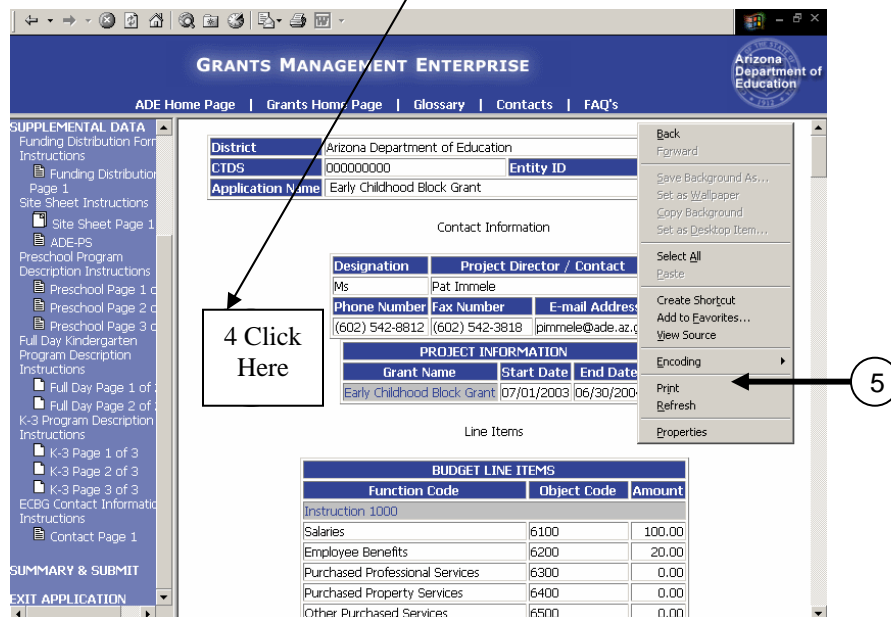 GRANTS MANAGEMENT ENTERPRISE
Arizona
Department of
Education
1912
ADE Home Page | Grants Home Page | Glossary | Contacts | FAQ's
SUPPLEMENTAL DATA
Funding Distribution Form
Instructions
Funding Distribution
Page 1
Site Sheet Instructions
Site Sheet Page 1
ADE-PS
Preschool Program
Description Instructions
Preschool Page 1 o
Preschool Page 2 o
Preschool Page 3 o
Full Day Kindergarten
Program Description
Instructions
Full Day Page 1 of 2
Full Day Page 2 of 2
K-3 Program Description
Instructions
K-3 Page 1 of 3
K-3 Page 2 of 3
K-3 Page 3 of 3
ECBG Contact Informatio
Instructions
Contact Page 1
SUMMARY & SUBMIT
EXIT APPLICATION
District Arizona Department of Education
CTDS 000000000 Entity ID
Application Name Early Childhood Block Grant
Contact Information
Designation Project Director / Contact
Ms Pat Immele
Phone Number Fax Number E-mail Addres
(602) 542-8812 (602) 542-3818 pimmele@ade.az.g
PROJECT INFORMATION
Grant Name Start Date End Date
Early Childhood Block Grant 07/01/2003 06/30/200
Line Items
BUDGET LINE ITEMS
Function Code Object Code Amount
Instruction 1000
Salaries 6100 100.00
Employee Benefits 6200 20.00
Purchased Professional Services 6300 0.00
Purchased Property Services 6400 0.00
Other Purchased Services 6500 0.00
4 Click
Here
Back
Forward
Save Background As...
Set as Wallpaper
Copy Background
Set as Desktop Item...
Select All
Paste
Create Shortcut
Add to Favorites...
View Source
Encoding
Print
Refresh
Properties
5